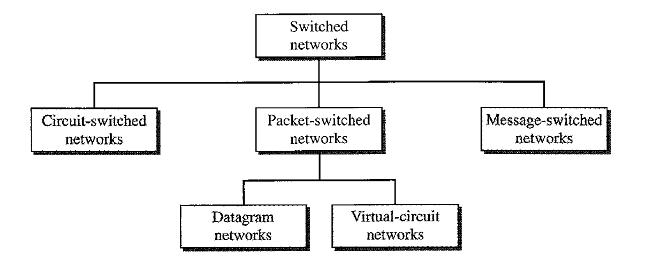 Switched
networks
Circuit-switched
networks
Packet-switched
networks
Message-switched
networks
Datagram
networks
Virtual-circuit
networks